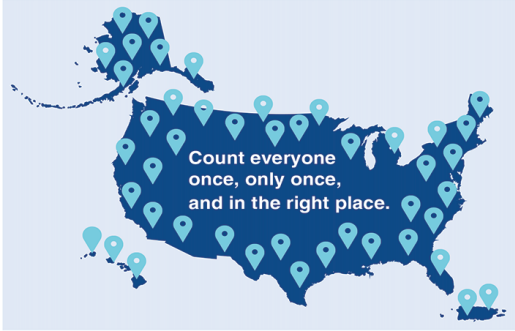 Count everyone
once, only once,
and in the right place.